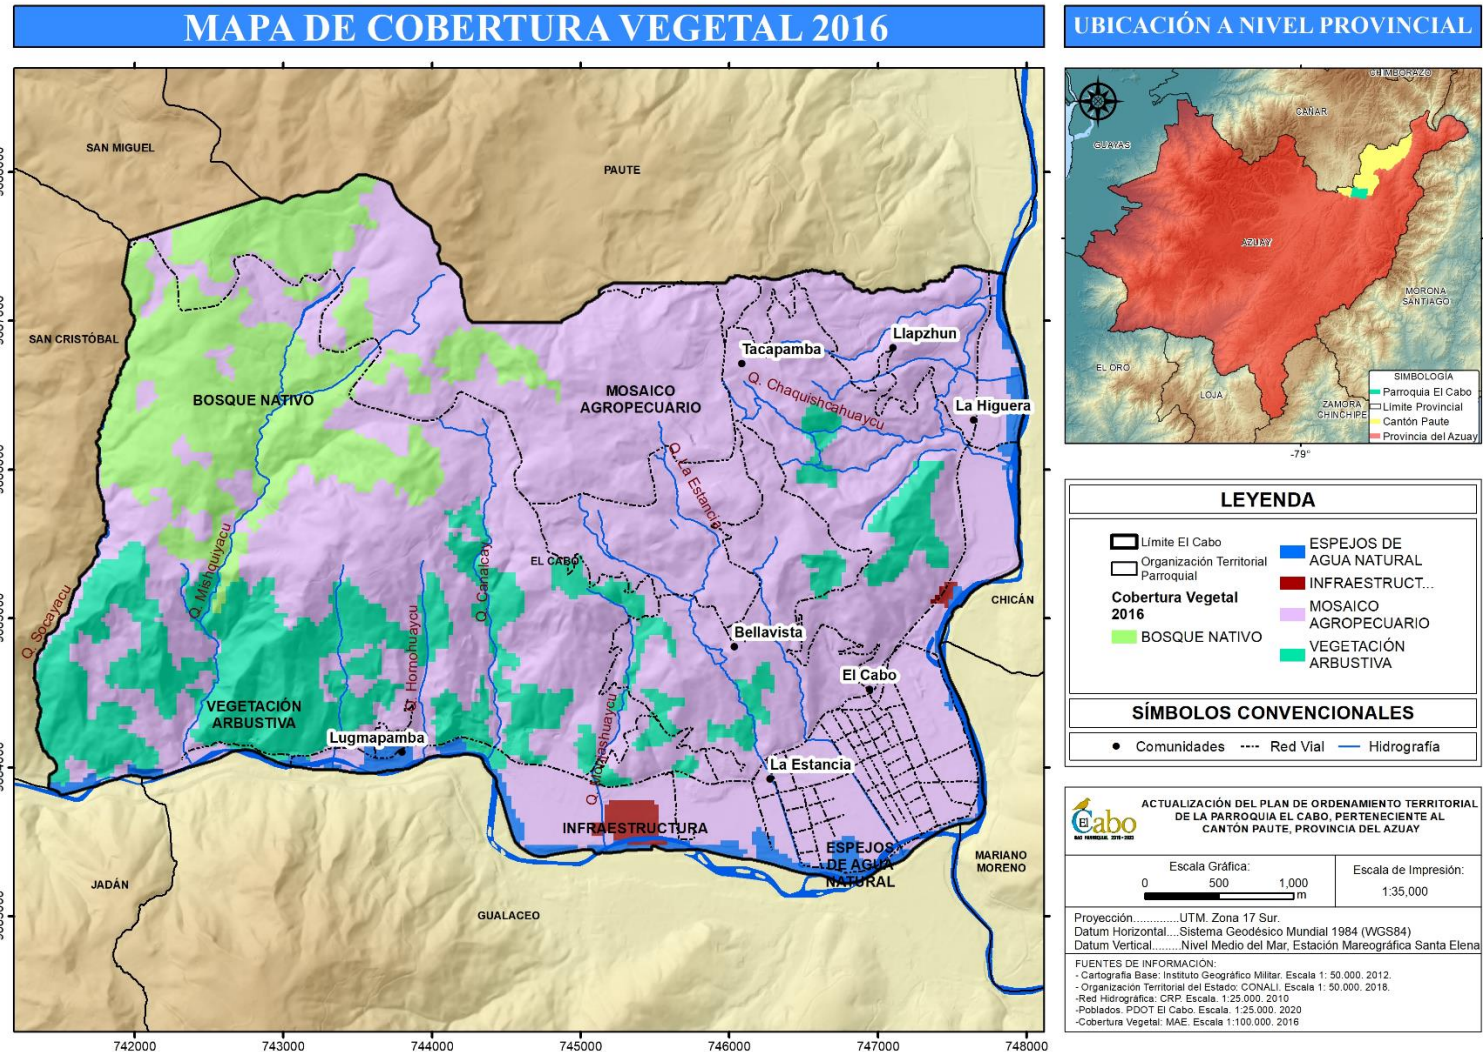 MAPA DE COBERTURA VEGETAL 2016
UBICACIÓN A NIVEL PROVINCIAL
742000
743000
744000
745000
746000
747000
748000
SAN MIGUEL
PAUTE
SAN CRISTÓBAL
BOSQUE NATIVO
MOSAICO
AGROPECUARIO
Tacapamba
Llapzhun
Q. Chaquishcahuaycu
La Higuera
Q. La Estancia
Q. Mishquiyacu
Q. Canalcay
EL CABO
Q. Socayacu
Q. Homohuaycu
CHICÁN
Bellavista
El Cabo
VEGETACIÓN
ARBUSTIVA
Lugmapamba
La Estancia
INFRAESTRUCTURA
ESPEJOS
DE AGUA
NATURAL
MARIANO
MORENO
JADÁN
GUALACEO
742000
743000
744000
745000
746000
747000
748000
CHIMBORAZO
CAÑAR
GUAYAS
AZUAY
MORONA
SANTIAGO
EL ORO
LOJA
ZAMORA
CHINCHIPE
SIMBOLOGÍA
Parroquia El Cabo
Límite Provincial
Cantón Paute
Provincia del Azuay
-79°
LEYENDA
Límite El Cabo
Organización Territorial
Parroquial
Cobertura Vegetal
2016
BOSQUE NATIVO
ESPEJOS DE
AGUA NATURAL
INFRAESTRUCT...
MOSAICO
AGROPECUARIO
VEGETACIÓN
ARBUSTIVA
SÍMBOLOS CONVENCIONALES
Comunidades
Red Vial
Hidrografía
El Cabo
ACTUALIZACIÓN DEL PLAN DE ORDENAMIENTO TERRITORIAL
DE LA PARROQUIA EL CABO, PERTENECIENTE AL
CANTÓN PAUTE, PROVINCIA DEL AZUAY
Escala Gráfica:
0 500 1,000
m
Escala de Impresión:
1:35,000
Proyección..............UTM. Zona 17 Sur.
Datum Horizontal....Sistema Geodésico Mundial 1984 (WGS84)
Datum Vertical.........Nivel Medio del Mar, Estación Mareográfica Santa Elena
FUENTES DE INFORMACIÓN:
- Cartografía Base: Instituto Geográfico Militar. Escala 1: 50.000. 2012.
- Organización Territorial del Estado: CONALI. Escala 1: 50.000. 2018.
-Red Hidrográfica: CRP. Escala. 1:25.000. 2010
-Poblados. PDOT El Cabo. Escala. 1:25.000. 2020
-Cobertura Vegetal: MAE. Escala 1:100.000. 2016